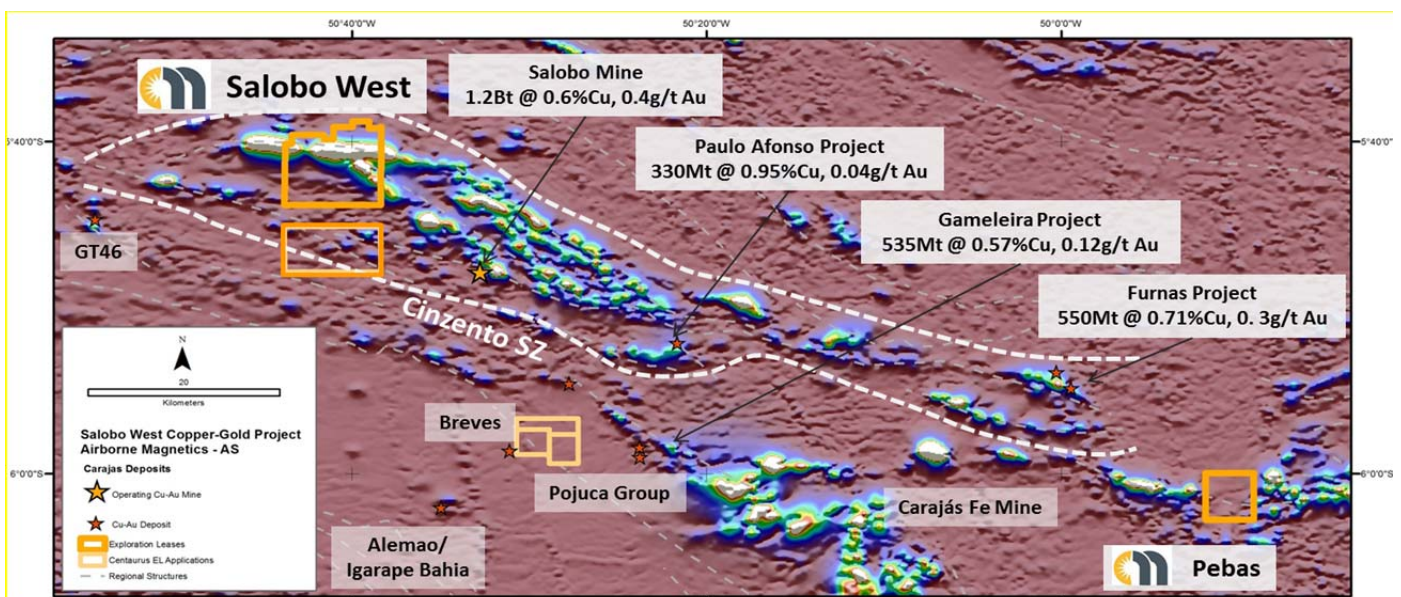 50°40'0"W
50°20'0"W
50°0'0"W
Salobo West
Salobo Mine
1.2Bt @ 0.6%Cu, 0.4g/t Au
5°40'0"S
5°40'0"S
Paulo Afonso Project
330Mt @ 0.95%Cu, 0.04g/t Au
Gameleira Project
535Mt @ 0.57%Cu, 0.12g/t Au
GT46
Furnas Project
550Mt @ 0.71%Cu, 0. 3g/t Au
Cinzento SZ
N
20
Kilometers
Salobo West Copper-Gold Project
Airborne Magnetics - AS
Carajas Deposits
Operating Cu-Au Mine
Cu-Au Deposit
Exploration Leases
Centaurus EL Applications
Regional Structures
Breves
6°0'0"S
6°0'0"S
Pojuca Group
Carajás Fe Mine
Alemao/
Igarape Bahia
Pebas